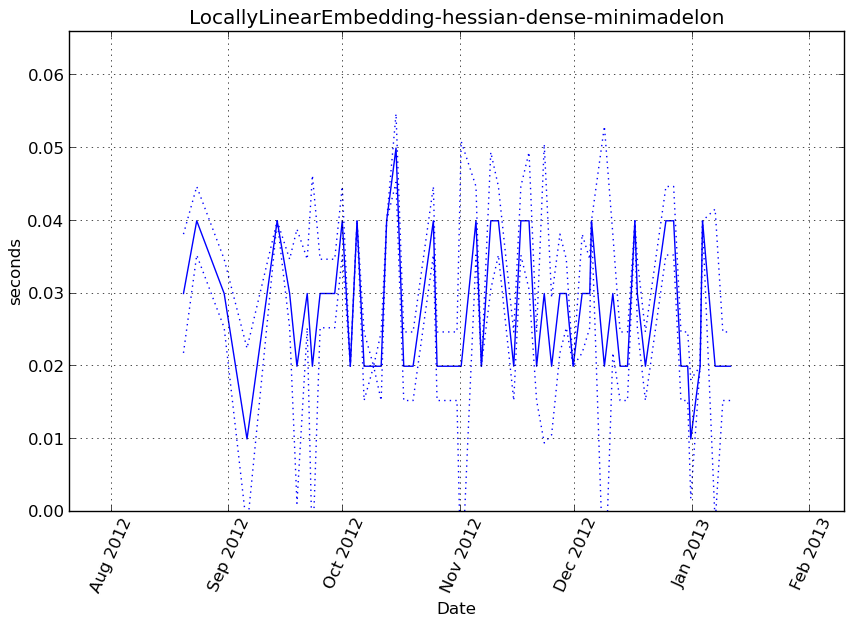 LocallyLinearEmbedding-hessian-dense-minimadelon
0.06
0.05
0.04
0.03
0.02
0.01
0.00
seconds
Aug 2012
Sep 2012
Oct 2012
Nov 2012
Dec 2012
Jan 2013
Feb 2013
Date